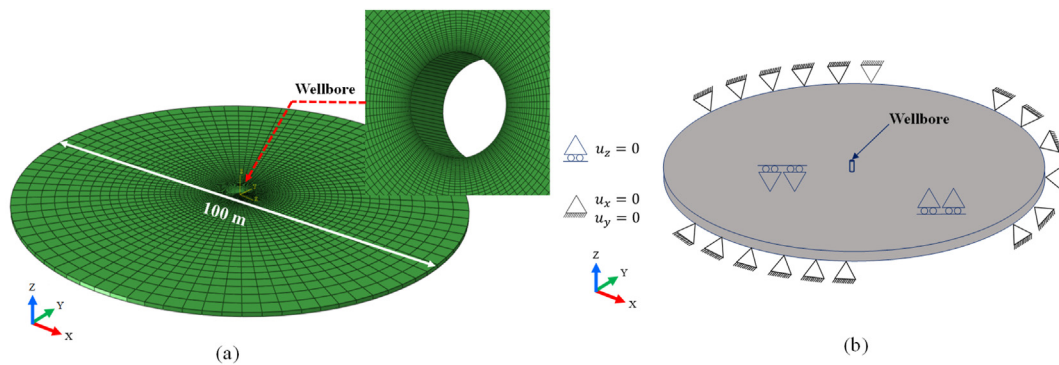 Wellbore
100 m
Z
Y
X
(a)
u_z = 0
u_x = 0
u_y = 0
Z
Y
X
Wellbore
(b)